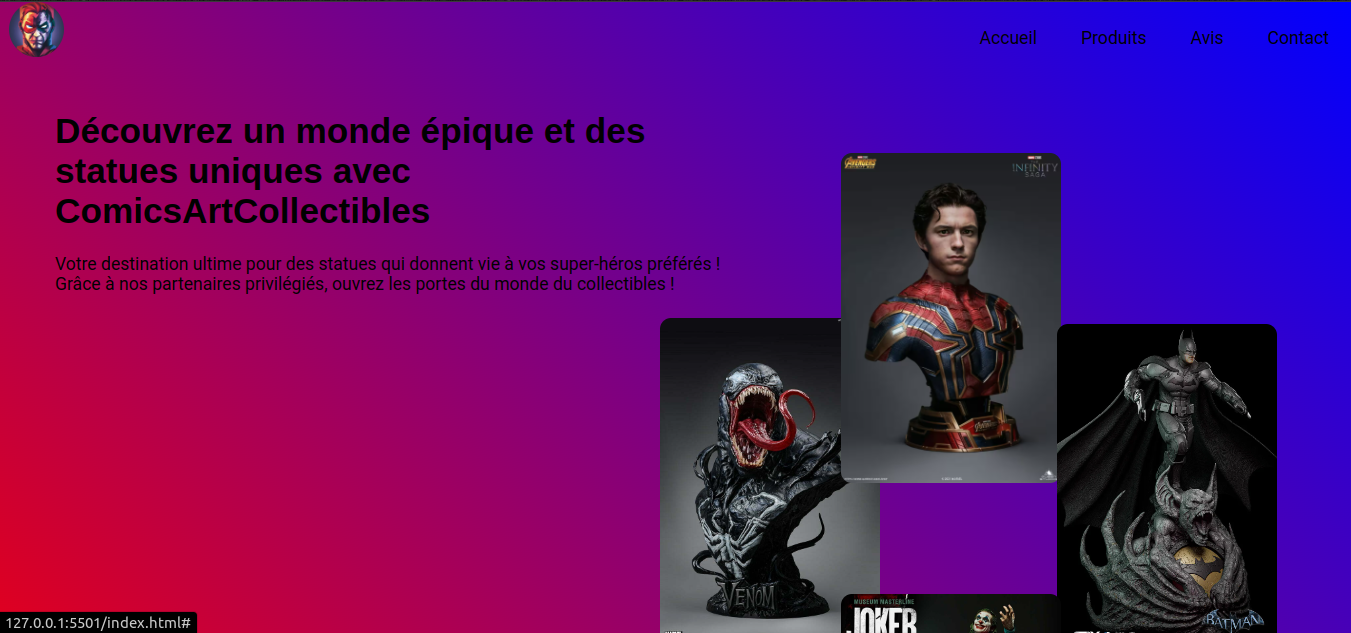 Accueil Produits Avis Contact
Découvrez un monde épique et des
statues uniques avec
ComicsArtCollectibles
Votre destination ultime pour des statues qui donnent vie à vos super-héros préférés !
Grâce à nos partenaires privilégiés, ouvrez les portes du monde du collectibles !
AVENGERS
INFINITY
SAGA
VENOM
BATMAN
MUSEUM MASTERLINE
JOKER
127.0.0.1:5501/index.html#